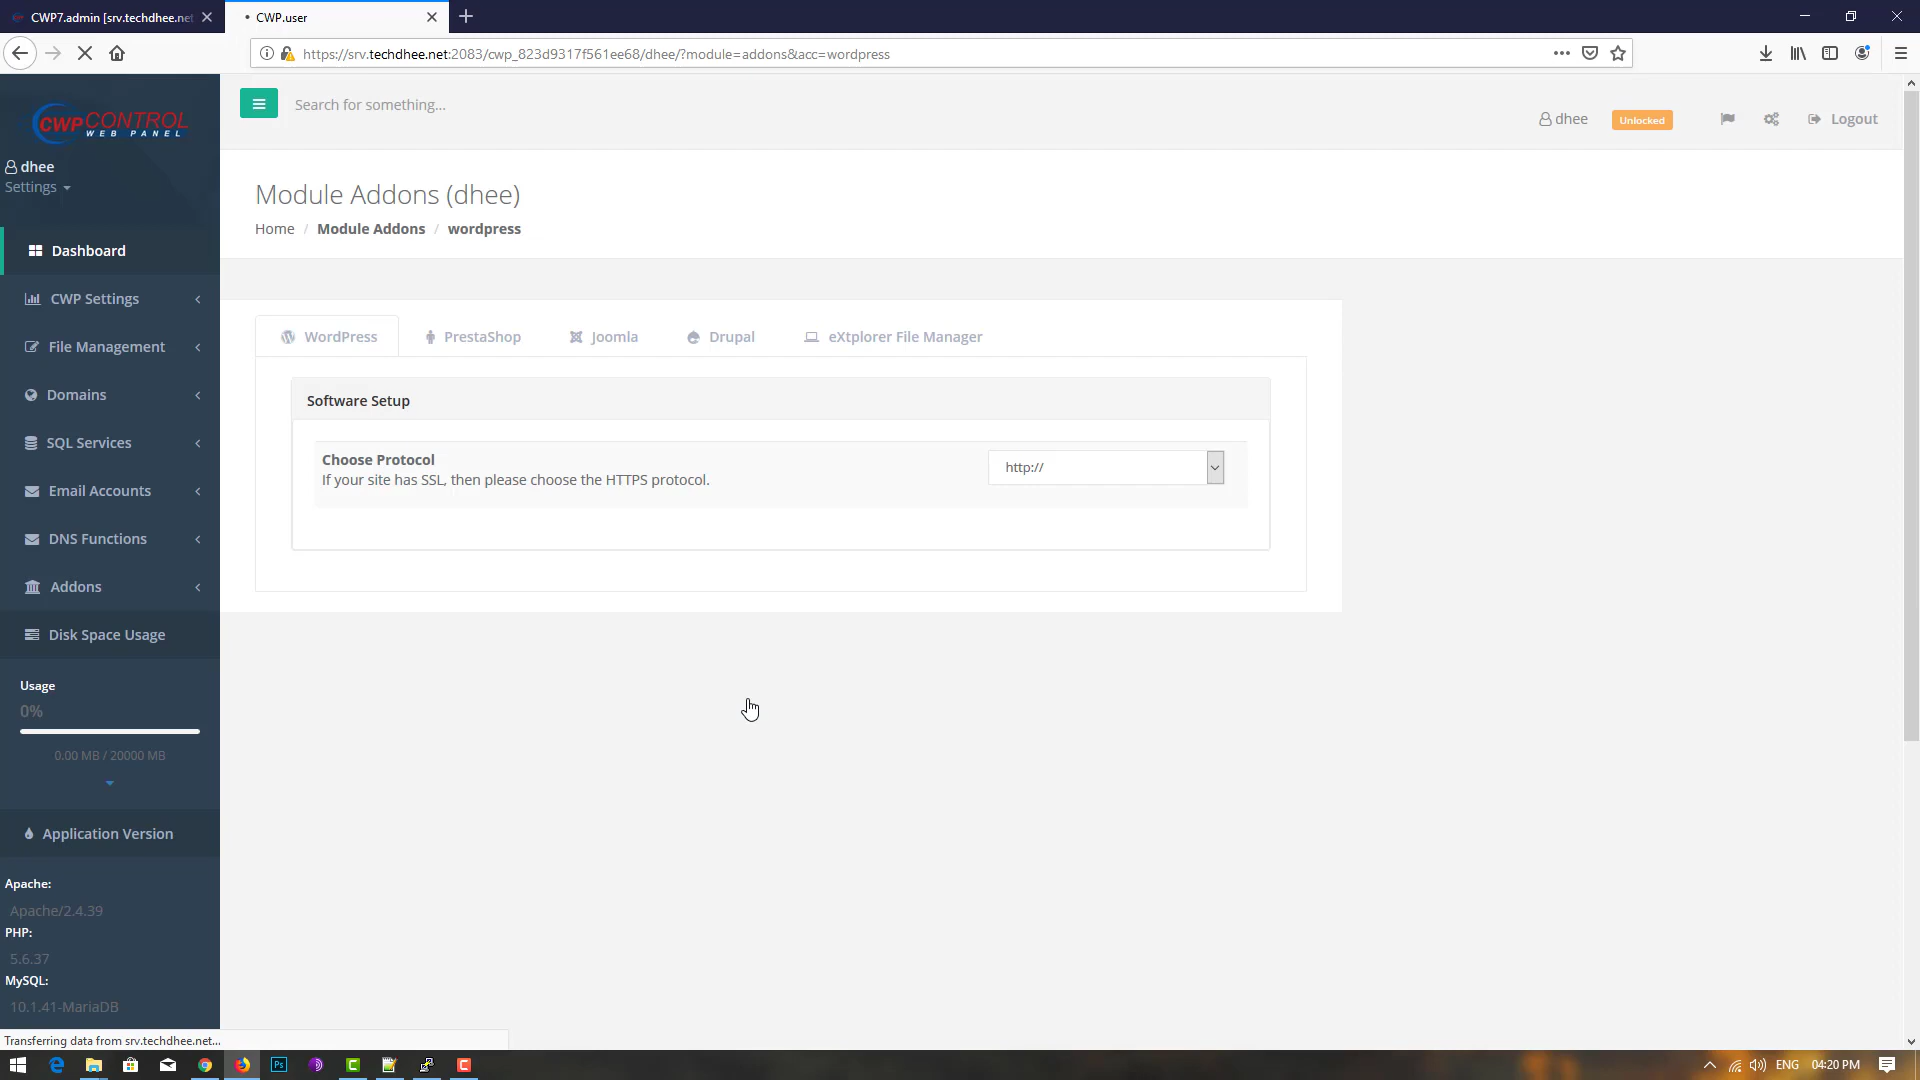 CWP7.admin [srv.techdhee.net
CWP.user
https://srv.techdhee.net:2083/cwp_823d9317f561ee68/dhee/?module=addons&acc=wordpress
CWP CONTROL
WEB PANEL
dhee
Settings
Dashboard
CWP Settings
File Management
Domains
SQL Services
Email Accounts
DNS Functions
Addons
Disk Space Usage
Usage
0%
0.00 MB / 20000 MB
Application Version
Apache:
Apache/2.4.39
PHP:
5.6.37
MySQL:
10.1.41-MariaDB
Search for something...
dhee
Unlocked
Logout
Module Addons (dhee)
Home / Module Addons / wordpress
WordPress
PrestaShop
Joomla
Drupal
eXtplorer File Manager
Software Setup
Choose Protocol
If your site has SSL, then please choose the HTTPS protocol.
http://
Transferring data from srv.techdhee.net...
Ps
C
C
ENG
04:20 PM